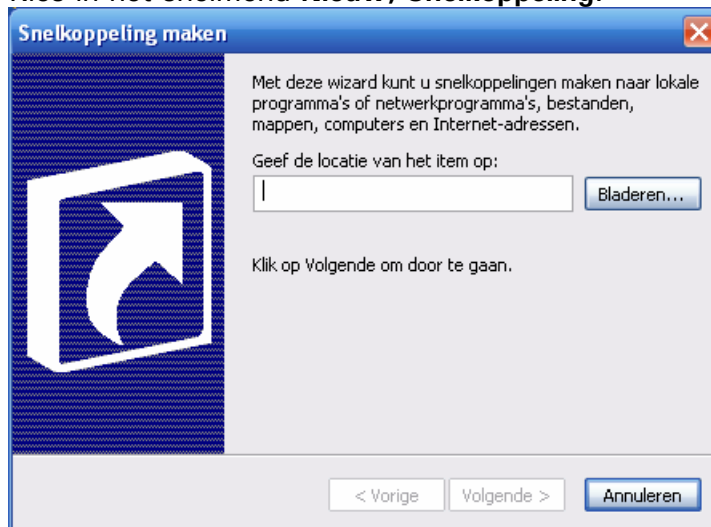 Kies in het snelmenu Nieuw, Snelkoppeling.
Snelkoppeling maken
Met deze wizard kunt u snelkoppelingen maken naar lokale
programma's of netwerkprogramma's, bestanden,
mappen, computers en Internet-adressen.
Geef de locatie van het item op:
Bladeren...
Klik op Volgende om door te gaan.
< Vorige Volgende > Annuleren